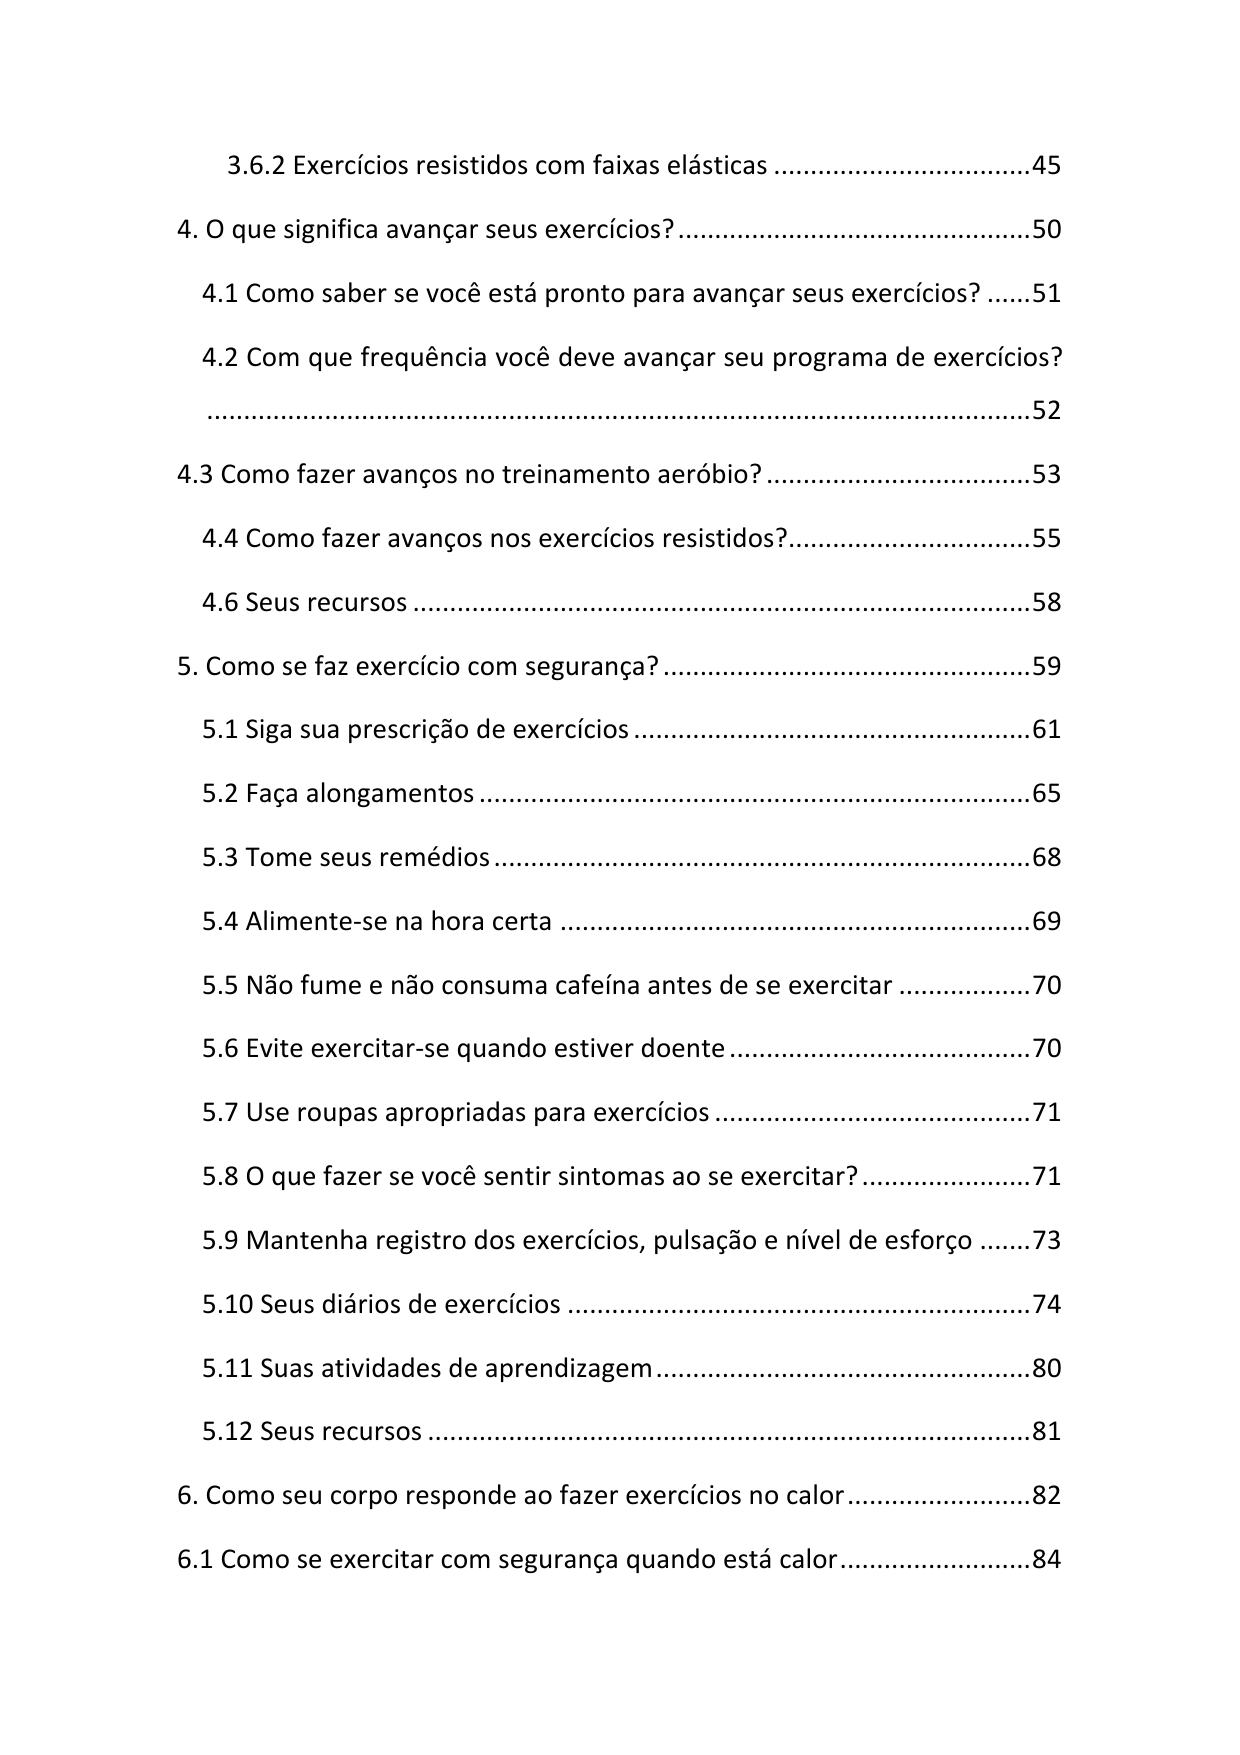 3.6.2 Exercícios resistidos com faixas elásticas ...................................45
4. O que significa avançar seus exercícios?................................................50
4.1 Como saber se você está pronto para avançar seus exercícios? ......51
4.2 Com que frequência você deve avançar seu programa de exercícios?
................................................................................................................52
4.3 Como fazer avanços no treinamento aeróbio?....................................53
4.4 Como fazer avanços nos exercícios resistidos?.................................55
4.6 Seus recursos ....................................................................................58
5. Como se faz exercício com segurança?..................................................59
5.1 Siga sua prescrição de exercícios ......................................................61
5.2 Faça alongamentos ...........................................................................65
5.3 Tome seus remédios.........................................................................68
5.4 Alimente-se na hora certa ................................................................69
5.5 Não fume e não consuma cafeína antes de se exercitar ..................70
5.6 Evite exercitar-se quando estiver doente.........................................70
5.7 Use roupas apropriadas para exercícios ...........................................71
5.8 O que fazer se você sentir sintomas ao se exercitar?.......................71
5.9 Mantenha registro dos exercícios, pulsação e nível de esforço .......73
5.10 Seus diários de exercícios ...............................................................74
5.11 Suas atividades de aprendizagem...................................................80
5.12 Seus recursos ..................................................................................81
6. Como seu corpo responde ao fazer exercícios no calor.........................82
6.1 Como se exercitar com segurança quando está calor..........................84